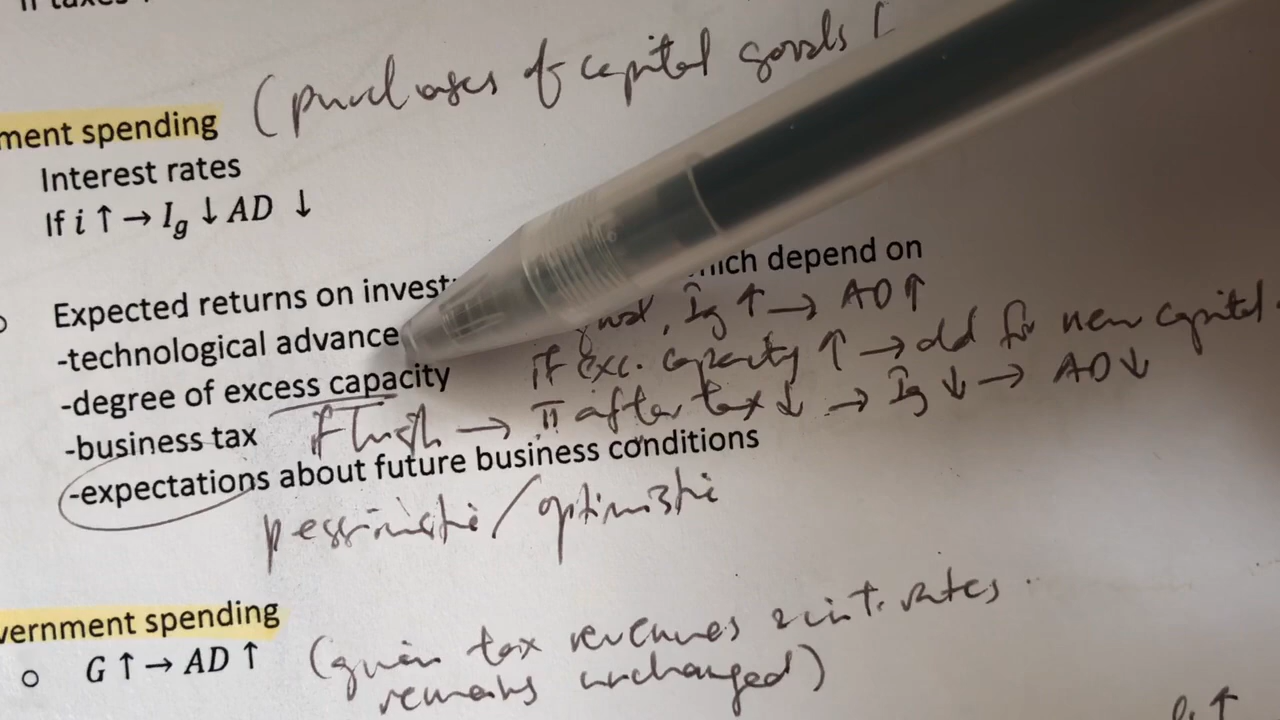 (purchases of capital goods
ment spending
Interest rates
If i ↑ → Ig ↓ AD ↓
Expected returns on invest depend on
-technological advance Ig ↑ → AD ↑
-degree of excess capacity if exc. capacity ↑ → dd for new capital
-business tax if high → π after tax ↓ → Ig ↓ → AD ↓
-expectations about future business conditions
pessimistic/optimistic
vernment spending
G ↑ → AD ↑ (given tax revenues & int. rates
remains unchanged)